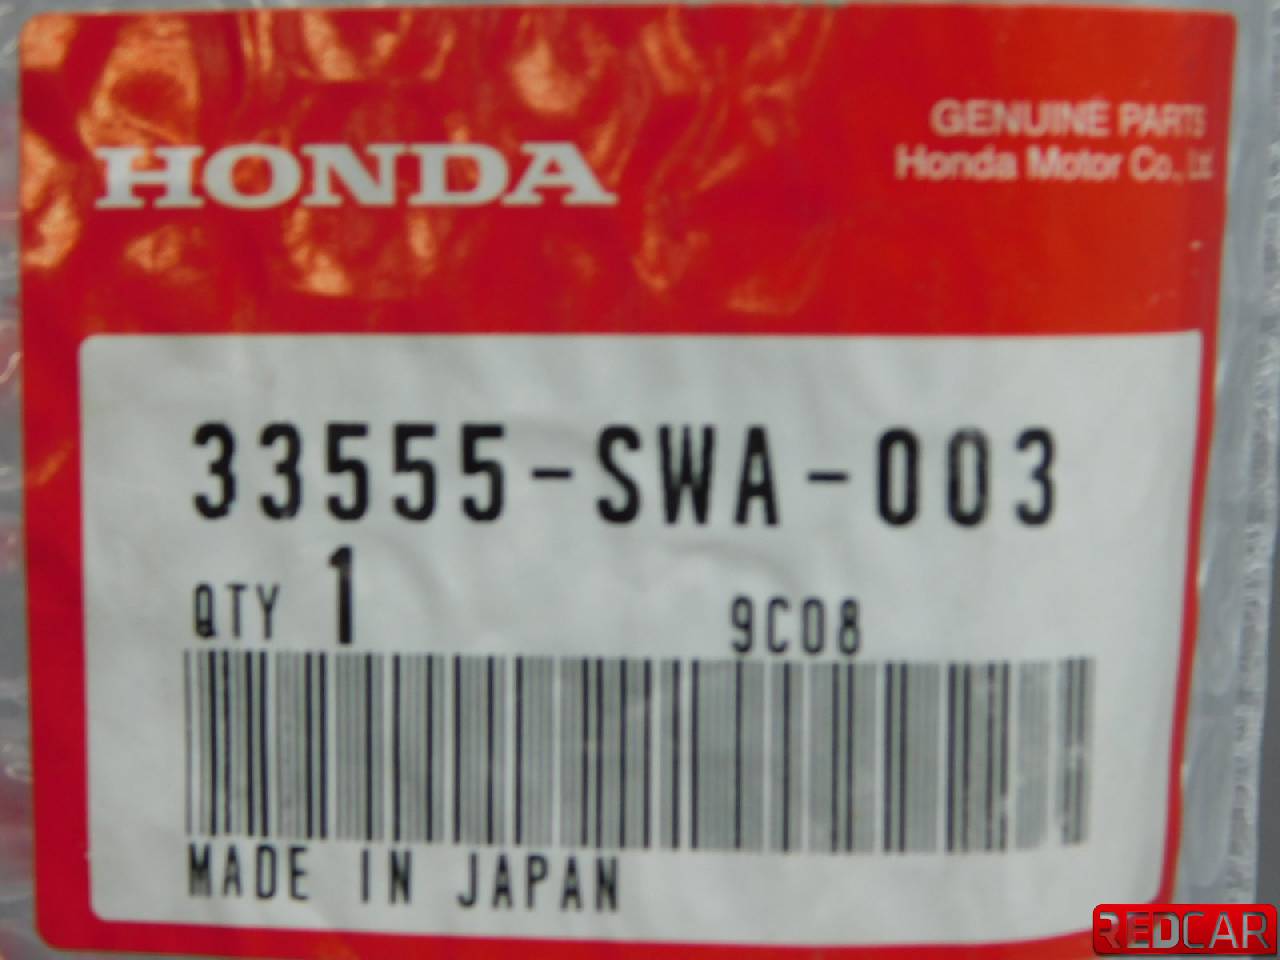 HONDA
GENUINE PARTS
Honda Motor Co., Ltd.
33555-SWA-003
QTY 1 9C08
MADE IN JAPAN
REDCAR